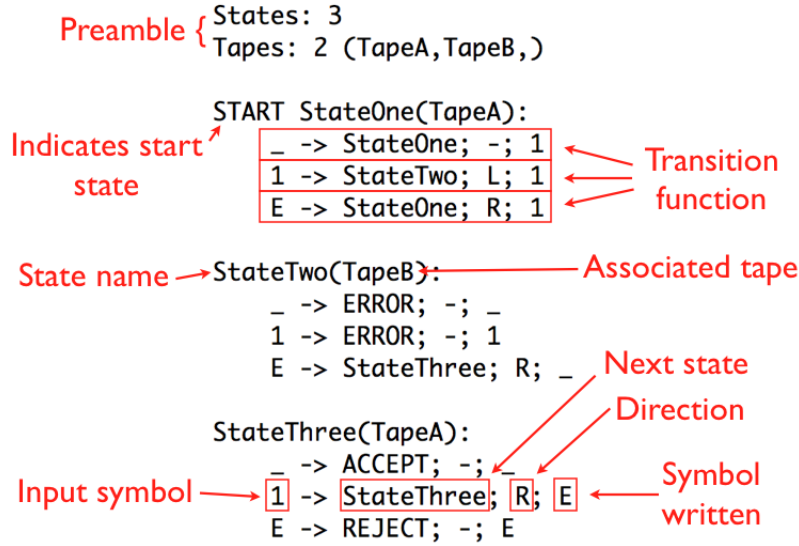 Preamble { States: 3
Tapes: 2 (TapeA,TapeB,)
START StateOne(TapeA):
Indicates start
state
_ -> StateOne; -; 1
1 -> StateTwo; L; 1
E -> StateOne; R; 1
Transition
function
State name
StateTwo(TapeB):
Associated tape
_ -> ERROR; -; _
1 -> ERROR; -; 1
E -> StateThree; R; _
Next state
Direction
StateThree(TapeA):
_ -> ACCEPT; -; _
Input symbol
1 -> StateThree; R; E
Symbol
written
E -> REJECT; -; E